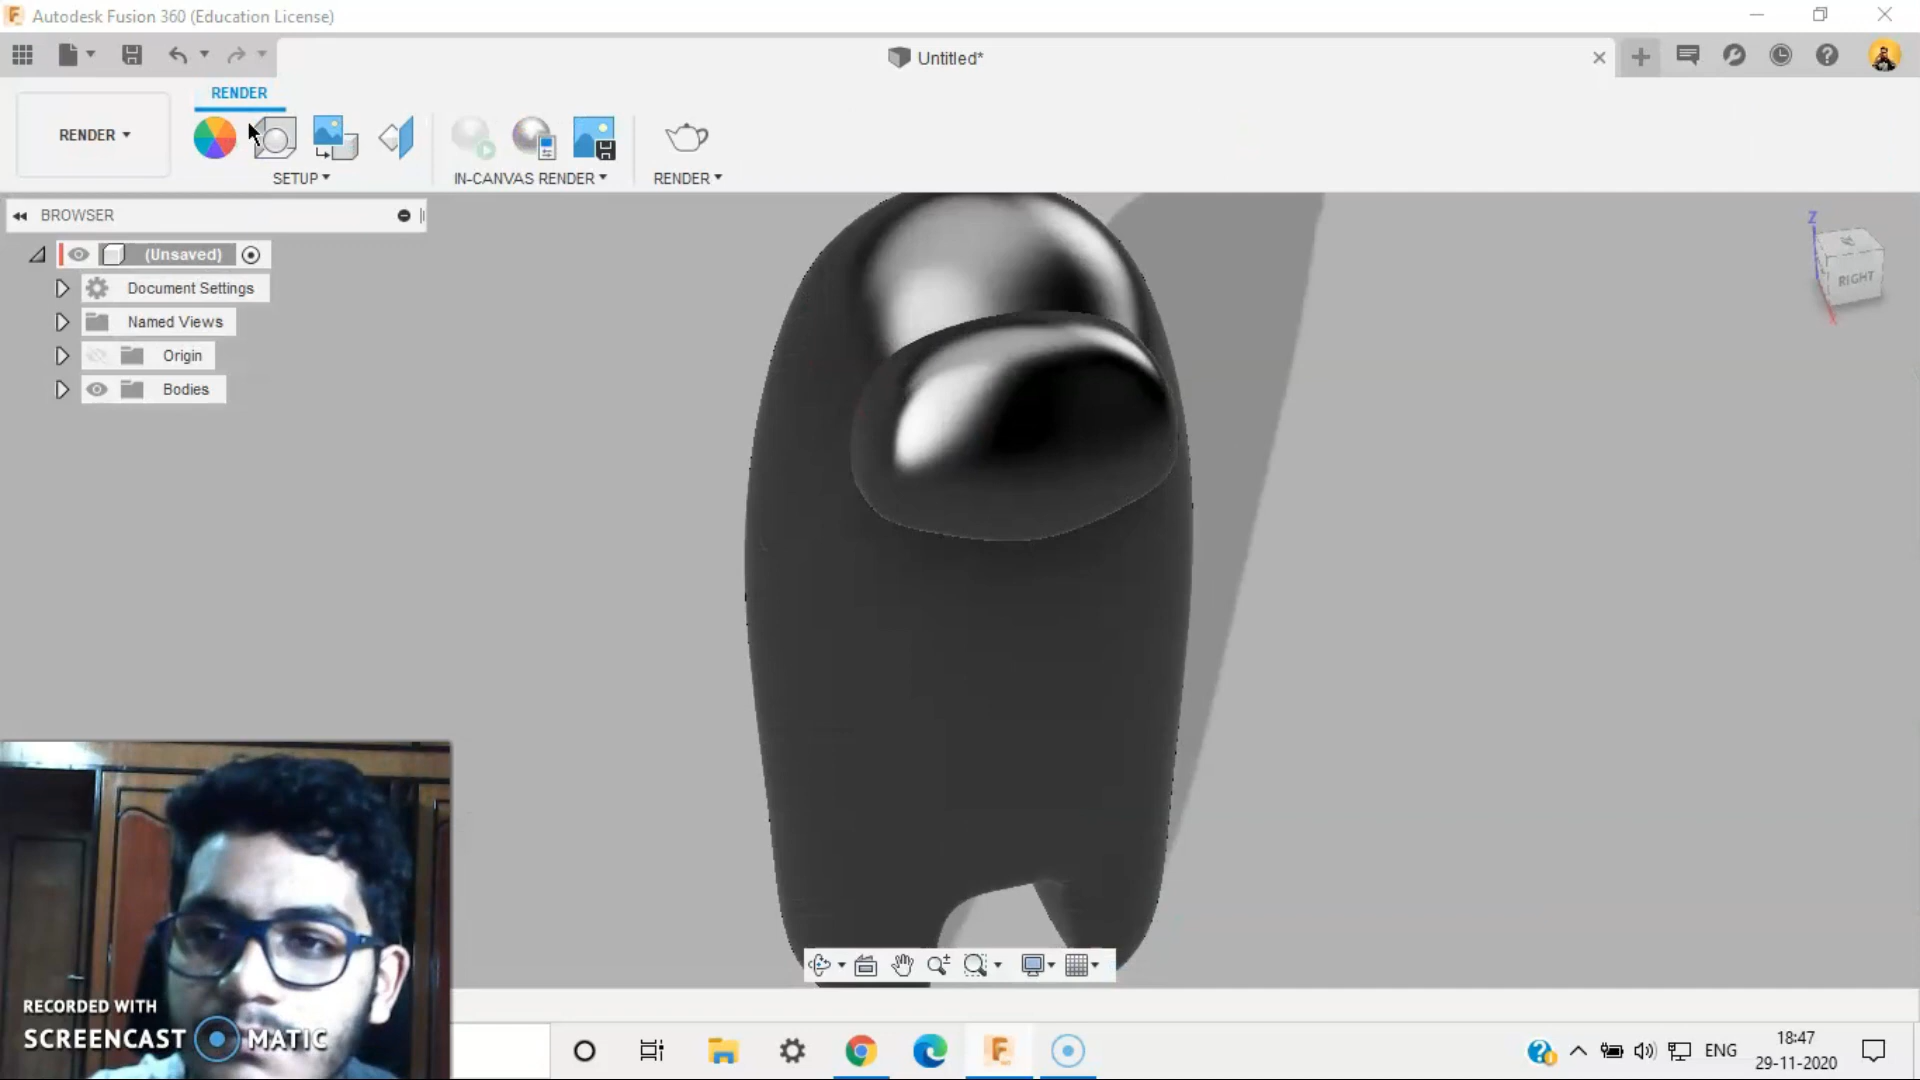 Autodesk Fusion 360 (Education License)
Untitled*
RENDER
RENDER
SETUP
IN-CANVAS RENDER
RENDER
BROWSER
(Unsaved)
Document Settings
Named Views
Origin
Bodies
Z
RIGHT
X
RECORDED WITH
SCREENCAST MATIC
ENG
18:47
29-11-2020